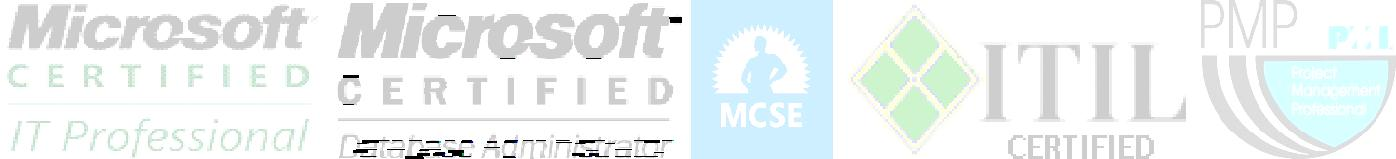 Microsoft
CERTIFIED
IT Professional
Microsoft
CERTIFIED
Database Administrator
MCSE
ITIL
CERTIFIED
PMP
PMI
Project
Management
Professional